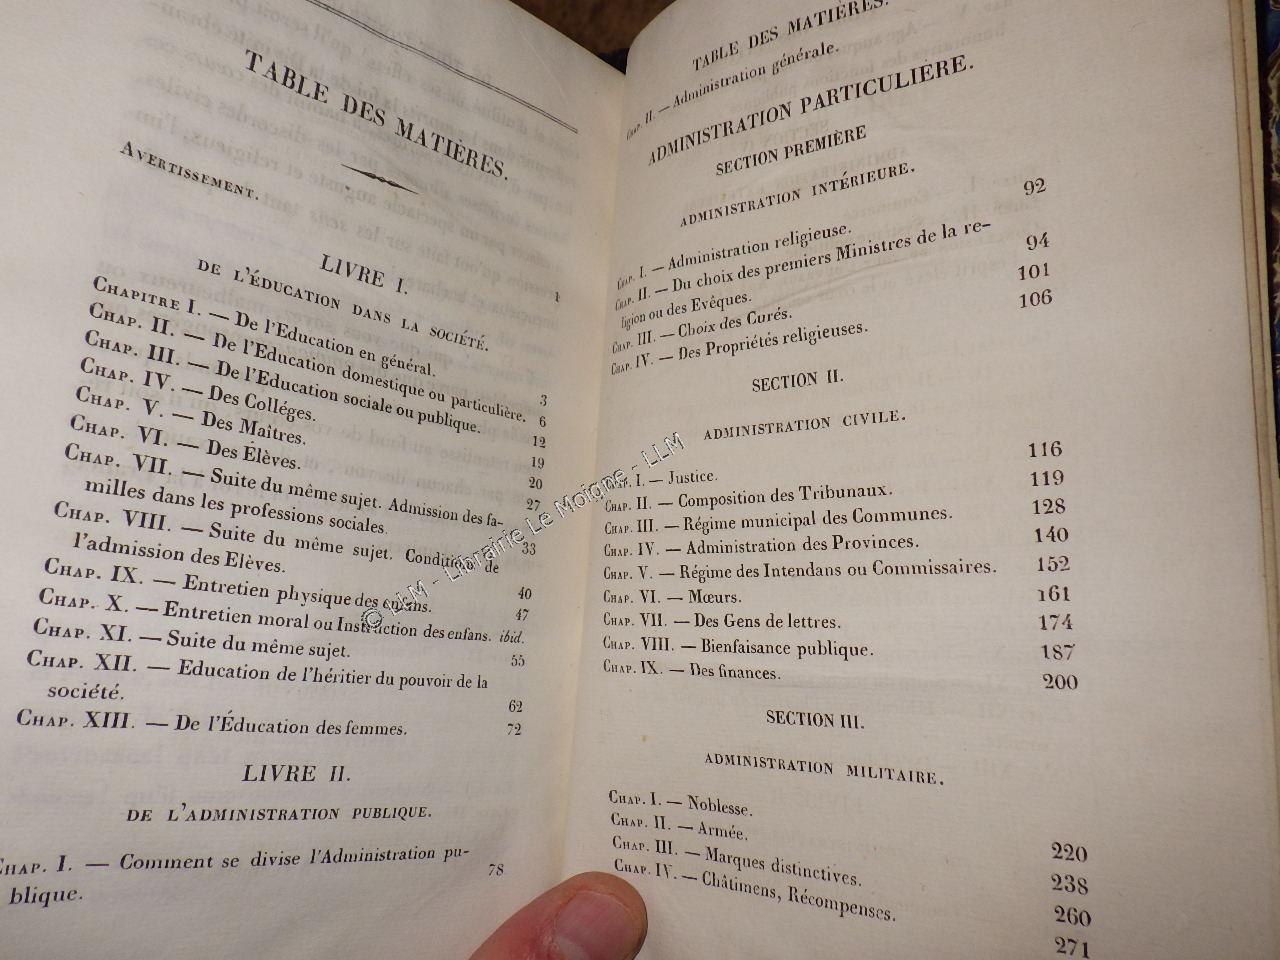 TABLE DES MATIÈRES.
AVERTISSEMENT. 1
LIVRE I.
DE L'ÉDUCATION DANS LA SOCIÉTÉ.
CHAPITRE I. — De l'Education en général. 3
CHAP. II. — De l'Education domestique ou particulière. 6
CHAP. III. — De l'Education sociale ou publique. 12
CHAP. IV. — Des Colléges. 19
CHAP. V. — Des Maîtres. 20
CHAP. VI. — Des Élèves. 27
CHAP. VII. — Suite du même sujet. Admission des fa-
milles dans les professions sociales. 33
CHAP. VIII. — Suite du même sujet. Condition de
l'admission des Elèves. 40
CHAP. IX. — Entretien physique des enfans. 47
CHAP. X. — Entretien moral ou Instruction des enfans. ibid.
CHAP. XI. — Suite du même sujet. 55
CHAP. XII. — Education de l'héritier du pouvoir de la
société. 62
CHAP. XIII. — De l'Éducation des femmes. 72
LIVRE II.
DE L'ADMINISTRATION PUBLIQUE.
CHAP. I. — Comment se divise l'Administration pu-
blique. 78
TABLE DES MATIÈRES.
CHAP. II. — Administration générale.
ADMINISTRATION PARTICULIÈRE.
SECTION PREMIÈRE
ADMINISTRATION INTÉRIEURE.
CHAP. I. — Administration religieuse. 92
CHAP. II. — Du choix des premiers Ministres de la re-
ligion ou des Evêques. 94
CHAP. III. — Choix des Curés. 101
CHAP. IV. — Des Propriétés religieuses. 106
SECTION II.
ADMINISTRATION CIVILE.
CHAP. I. — Justice. 116
CHAP. II. — Composition des Tribunaux. 119
CHAP. III. — Régime municipal des Communes. 128
CHAP. IV. — Administration des Provinces. 140
CHAP. V. — Régime des Intendans ou Commissaires. 152
CHAP. VI. — Mœurs. 161
CHAP. VII. — Des Gens de lettres. 174
CHAP. VIII. — Bienfaisance publique. 187
CHAP. IX. — Des finances. 200
SECTION III.
ADMINISTRATION MILITAIRE.
CHAP. I. — Noblesse. 220
CHAP. II. — Armée. 238
CHAP. III. — Marques distinctives. 260
CHAP. IV. — Châtimens, Récompenses. 271
© LLM - Librairie Le Moigne - LLM